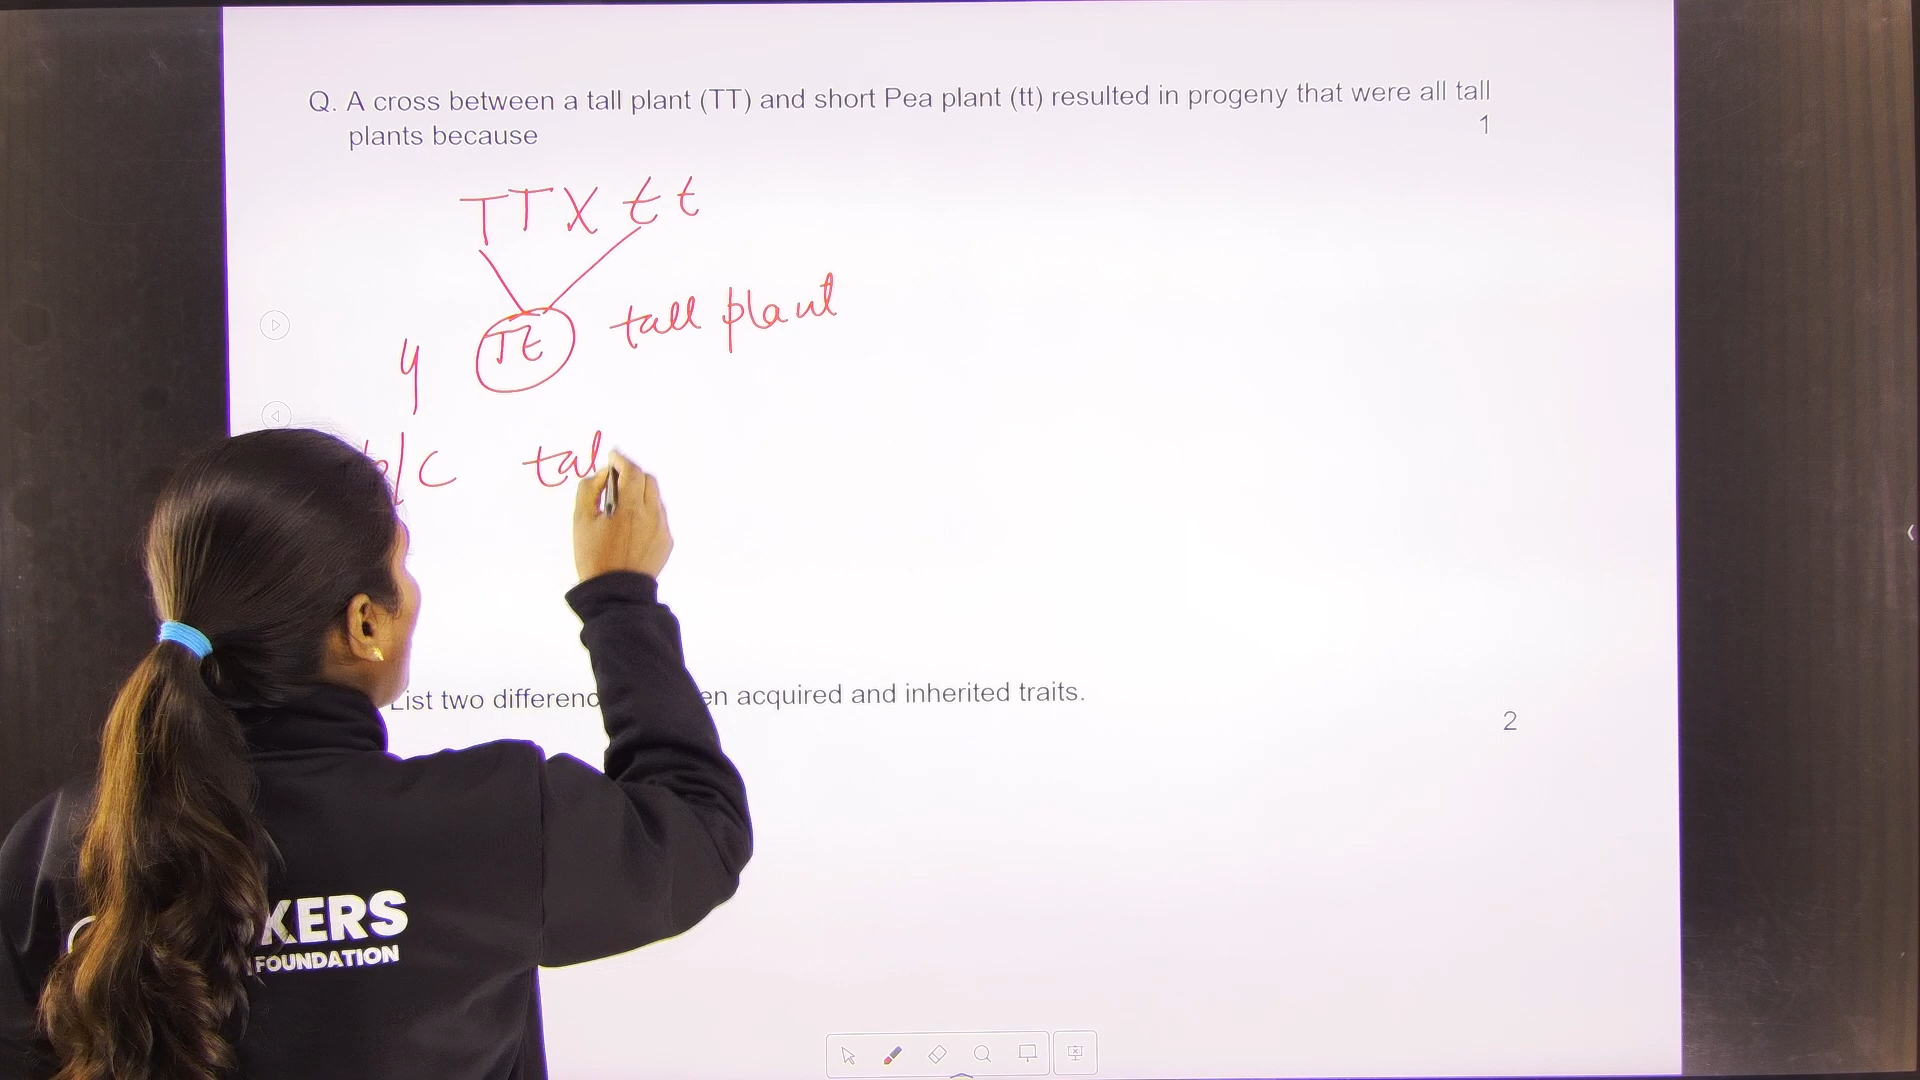 Q. A cross between a tall plant (TT) and short Pea plant (tt) resulted in progeny that were all tall
plants because
1
TT X tt
Tt tall plant
y
b/c tal
List two differenc en acquired and inherited traits.
2
KERS
FOUNDATION